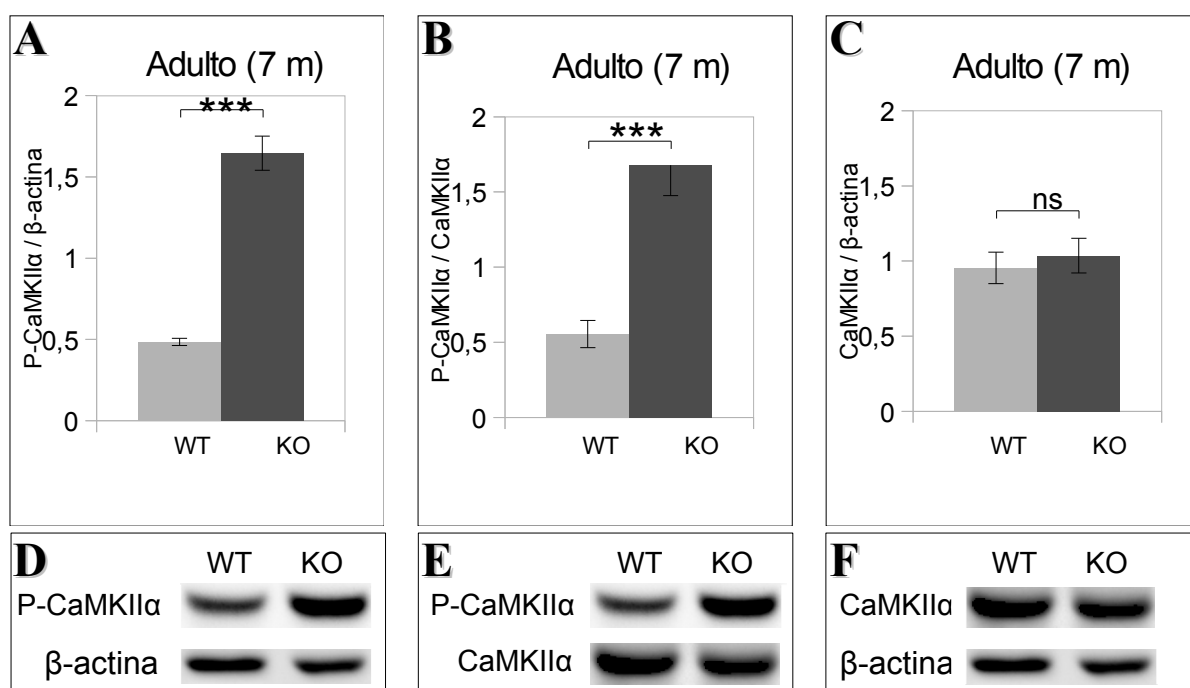 A
Adulto (7 m)
P-CaMKIIα / β-actina
2
1,5
1
0,5
0
***
WT KO
B
Adulto (7 m)
P-CaMKIIα / CaMKIIα
2
1,5
1
0,5
0
***
WT KO
C
Adulto (7 m)
CaMKIIα / β-actina
2
1,5
1
0,5
0
ns
WT KO
D
WT KO
P-CaMKIIα
β-actina
E
WT KO
P-CaMKIIα
CaMKIIα
F
WT KO
CaMKIIα
β-actina